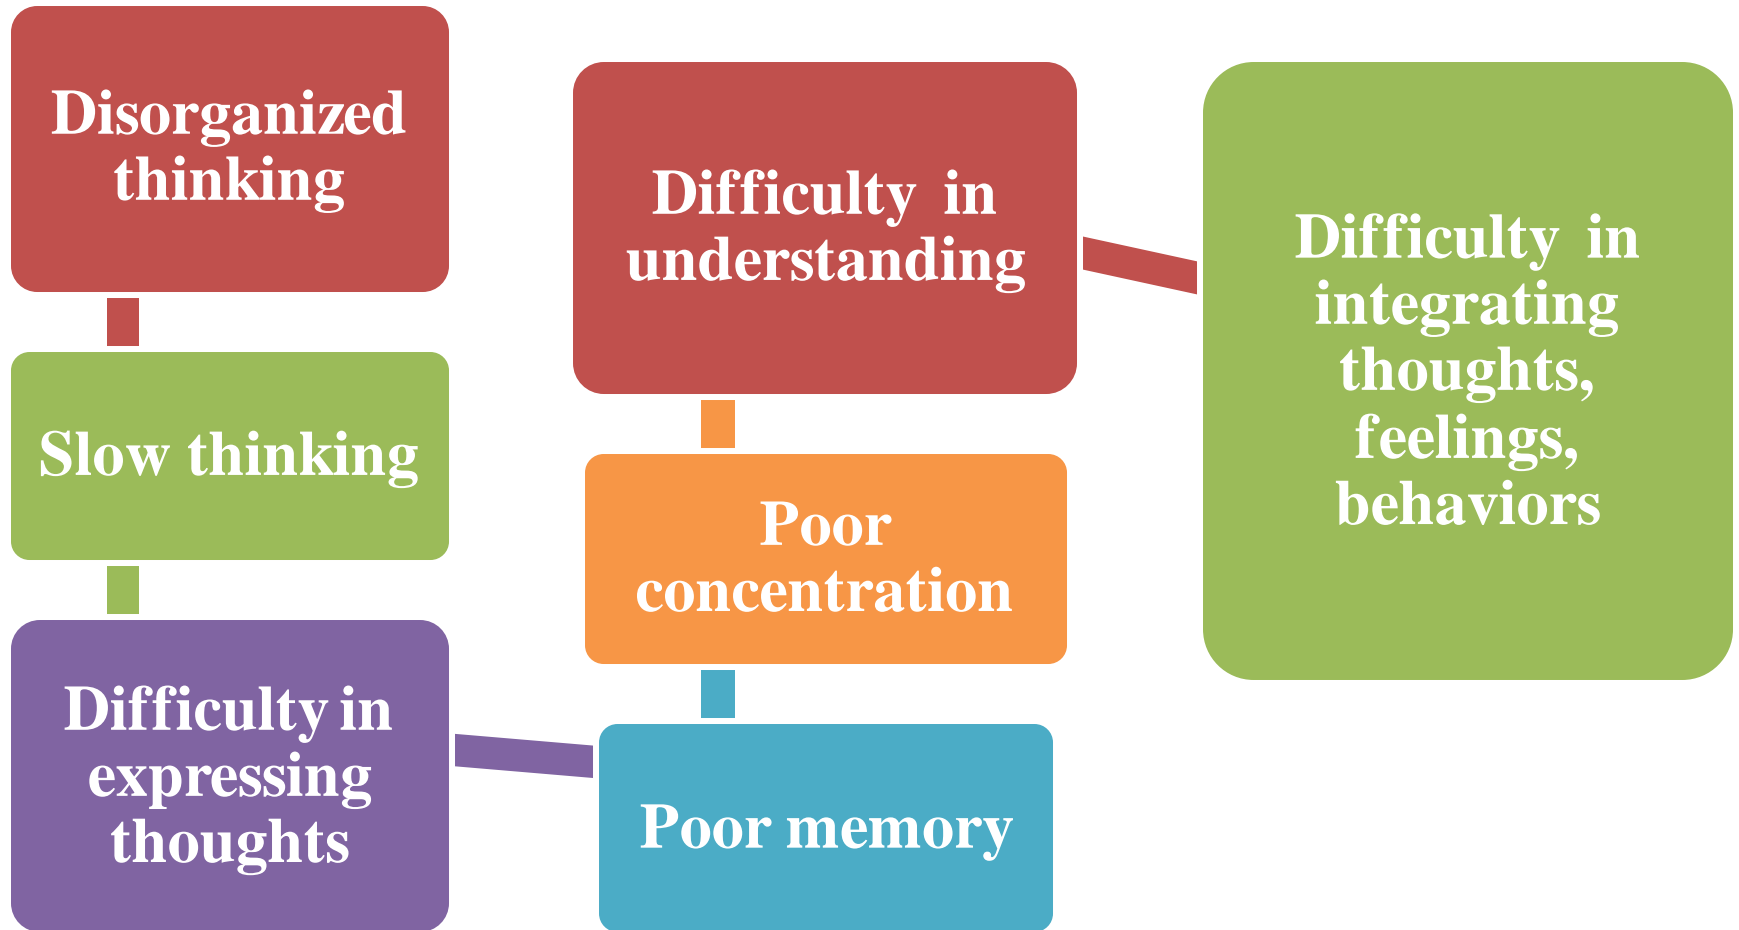 Disorganized
thinking
Slow thinking
Difficulty in
expressing
thoughts
Poor memory
Poor
concentration
Difficulty in
understanding
Difficulty in
integrating
thoughts,
feelings,
behaviors